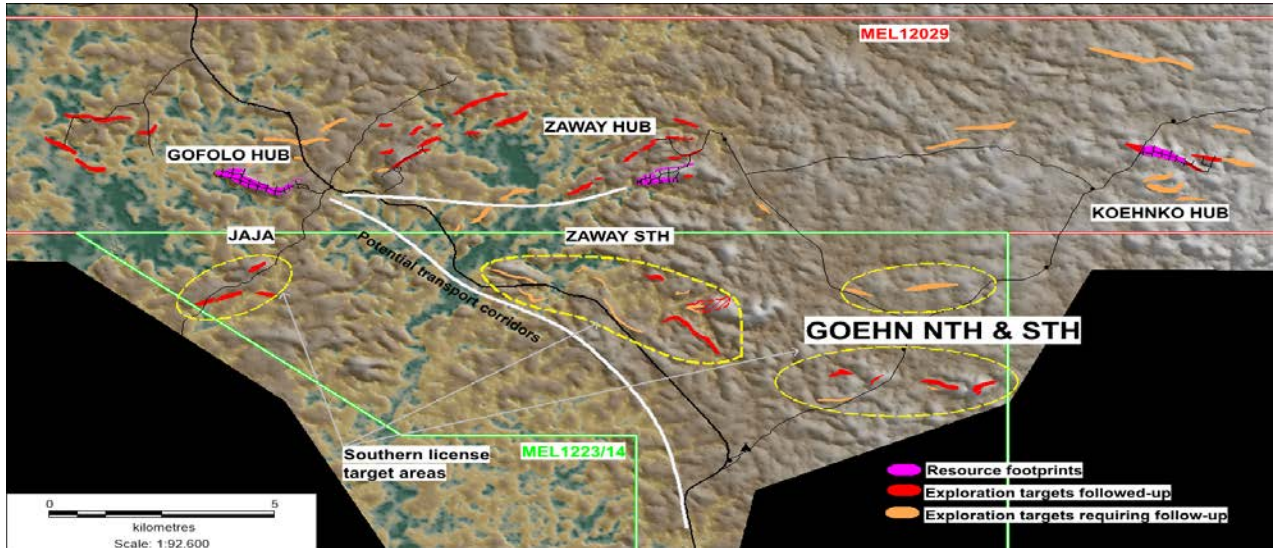 MEL12029
ZAWAY HUB
GOFOLO HUB
KOEHNKO HUB
JAJA
ZAWAY STH
Potential transport corridors
GOEHN NTH & STH
Southern license
target areas
MEL1223/14
Resource footprints
Exploration targets followed-up
Exploration targets requiring follow-up
0 5
kilometres
Scale: 1:92,600